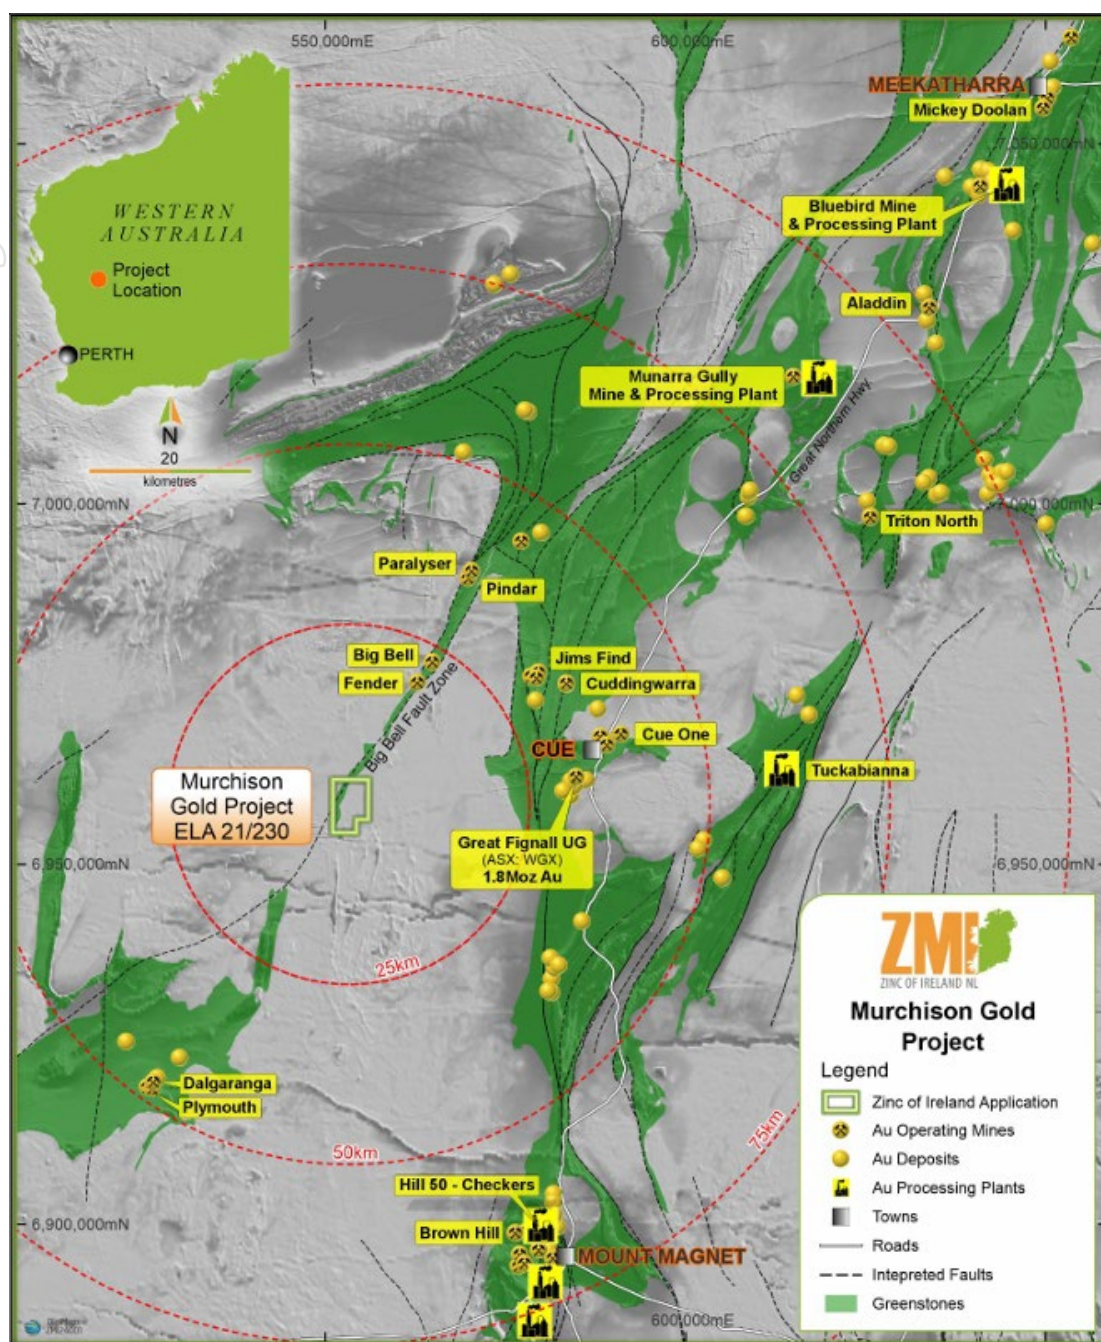 550,000mE
600,000mE
MEEKATHARRA
Mickey Doolan
7,050,000mN
WESTERN
AUSTRALIA
Project
Location
PERTH
N
20
kilometres
Bluebird Mine
& Processing Plant
Aladdin
Munarra Gully
Mine & Processing Plant
Great Northern Hwy
7,000,000mN
7,000,000mN
Triton North
Paralyser
Pindar
Big Bell
Fender
Big Bell Fault Zone
Jims Find
Cuddingwarra
Cue One
CUE
Tuckabianna
Murchison
Gold Project
ELA 21/230
Great Fignall UG
(ASX: WGX)
1.8Moz Au
6,950,000mN
6,950,000mN
25km
50km
75km
Dalgaranga
Plymouth
Hill 50 - Checkers
Brown Hill
MOUNT MAGNET
6,900,000mN
600,000mE
ZMI
ZINC OF IRELAND NL
Murchison Gold
Project
Legend
Zinc of Ireland Application
Au Operating Mines
Au Deposits
Au Processing Plants
Towns
Roads
Intepreted Faults
Greenstones